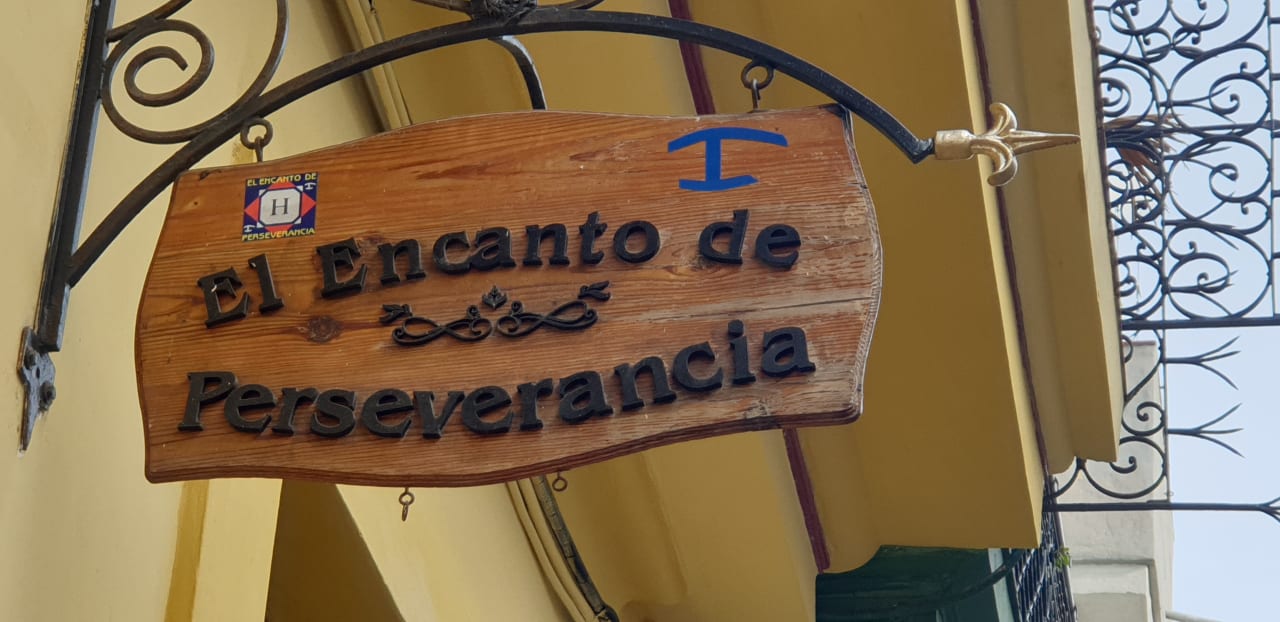 EL ENCANTO DE
H
PERSEVERANCIA
El Encanto de
Perseverancia